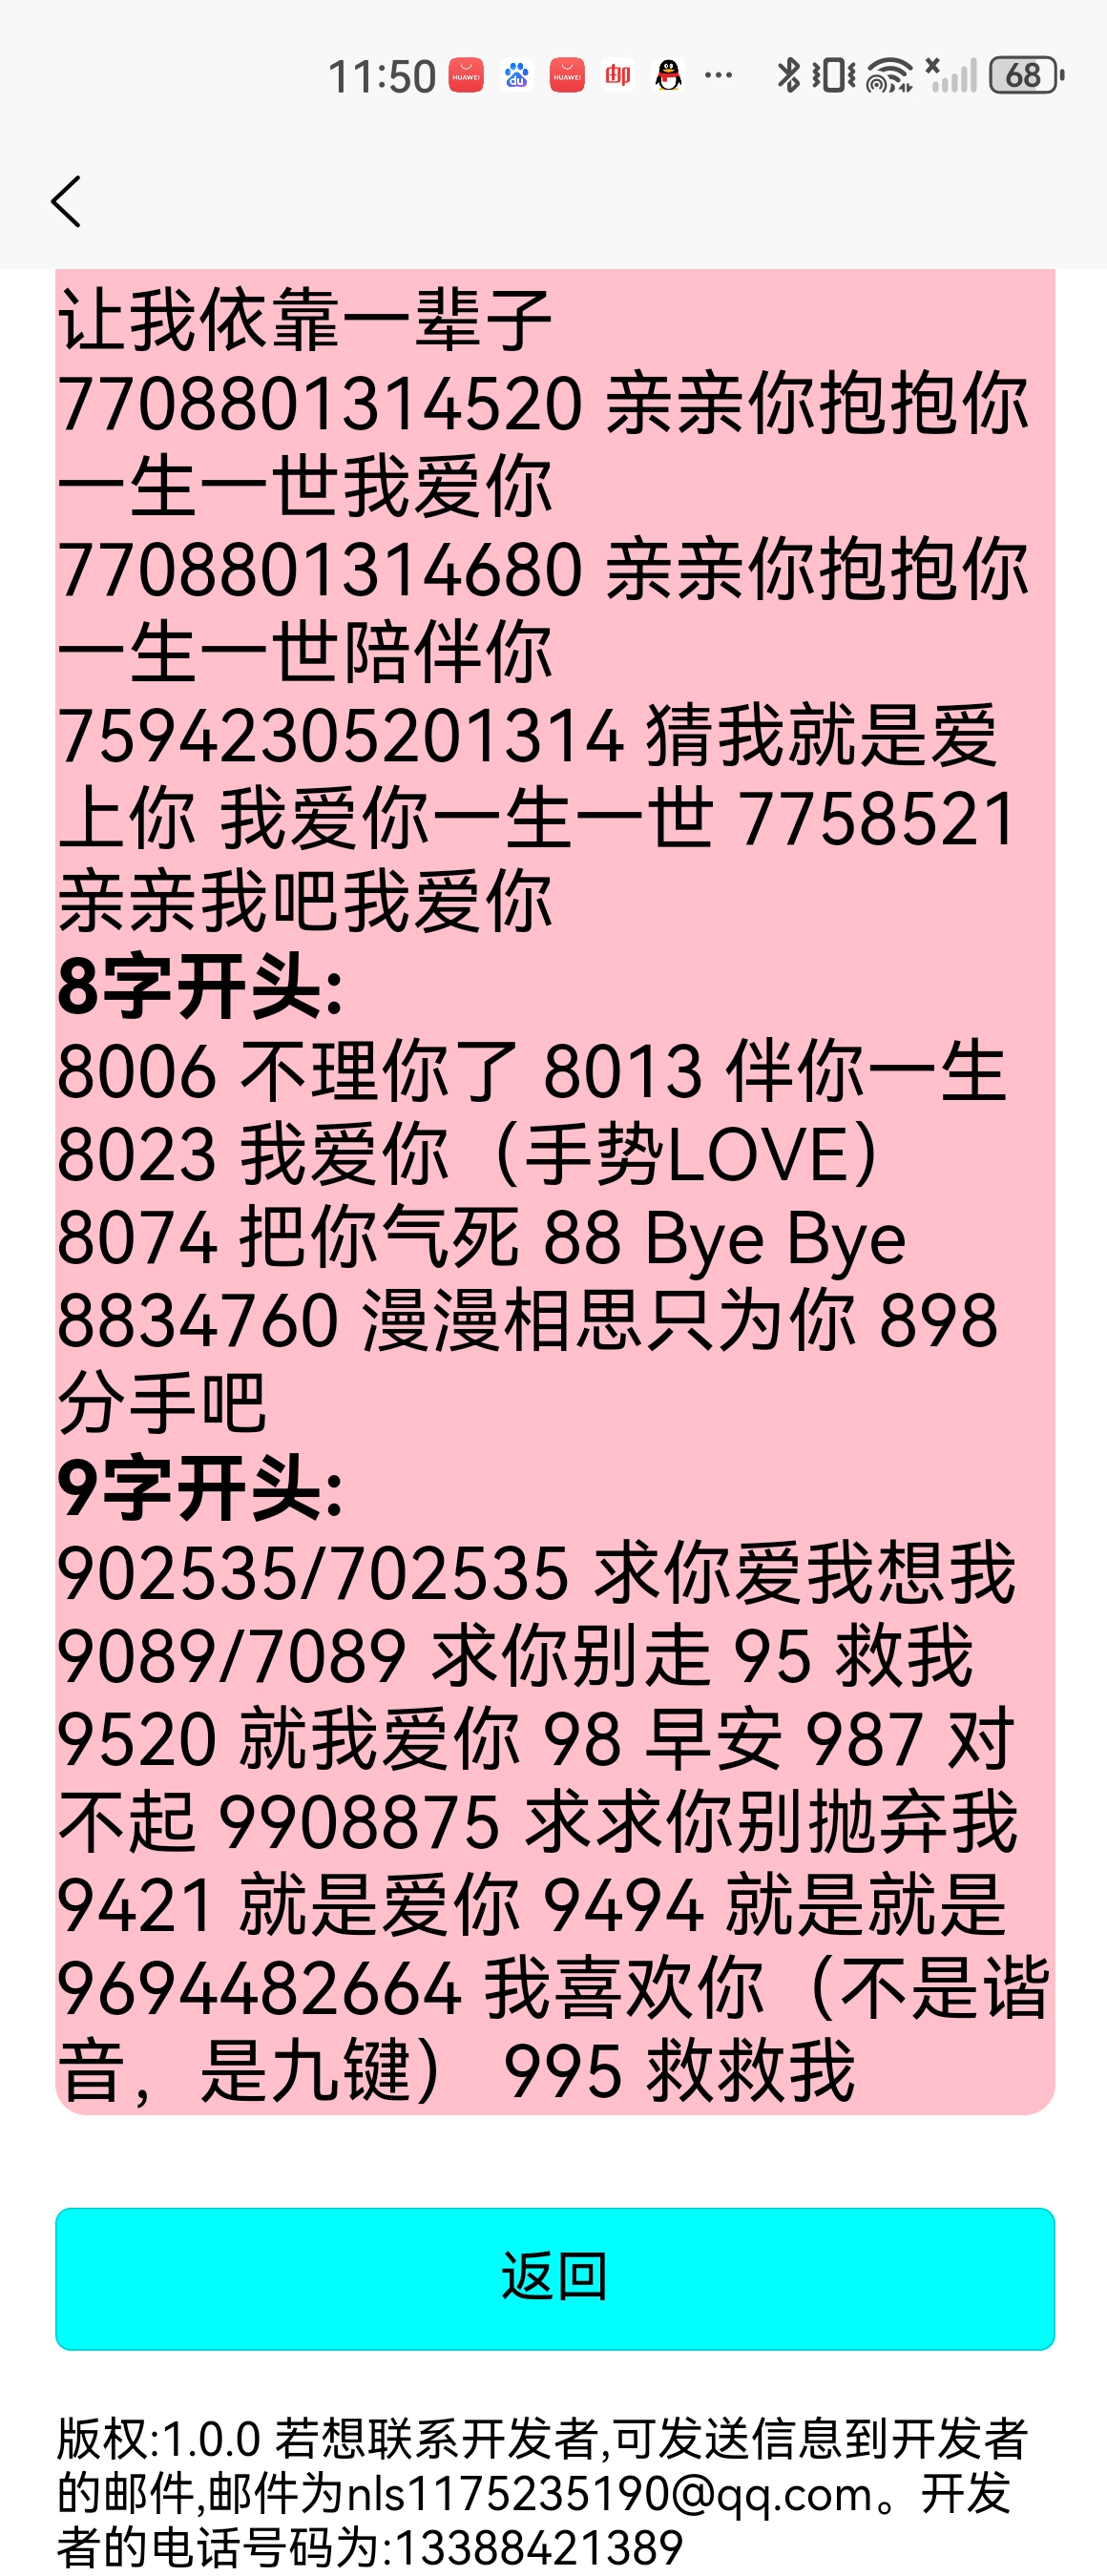 11:50 HUAWEI du HUAWEI 邮 ··· 68
让我依靠一辈子
7708801314520 亲亲你抱抱你
一生一世我爱你
7708801314680 亲亲你抱抱你
一生一世陪伴你
75942305201314 猜我就是爱
上你 我爱你一生一世 7758521
亲亲我吧我爱你
8字开头:
8006 不理你了 8013 伴你一生
8023 我爱你（手势LOVE）
8074 把你气死 88 Bye Bye
8834760 漫漫相思只为你 898
分手吧
9字开头:
902535/702535 求你爱我想我
9089/7089 求你别走 95 救我
9520 就我爱你 98 早安 987 对
不起 9908875 求求你别抛弃我
9421 就是爱你 9494 就是就是
9694482664 我喜欢你（不是谐
音，是九键） 995 救救我
返回
版权:1.0.0 若想联系开发者,可发送信息到开发者
的邮件,邮件为nls1175235190@qq.com。开发
者的电话号码为:13388421389